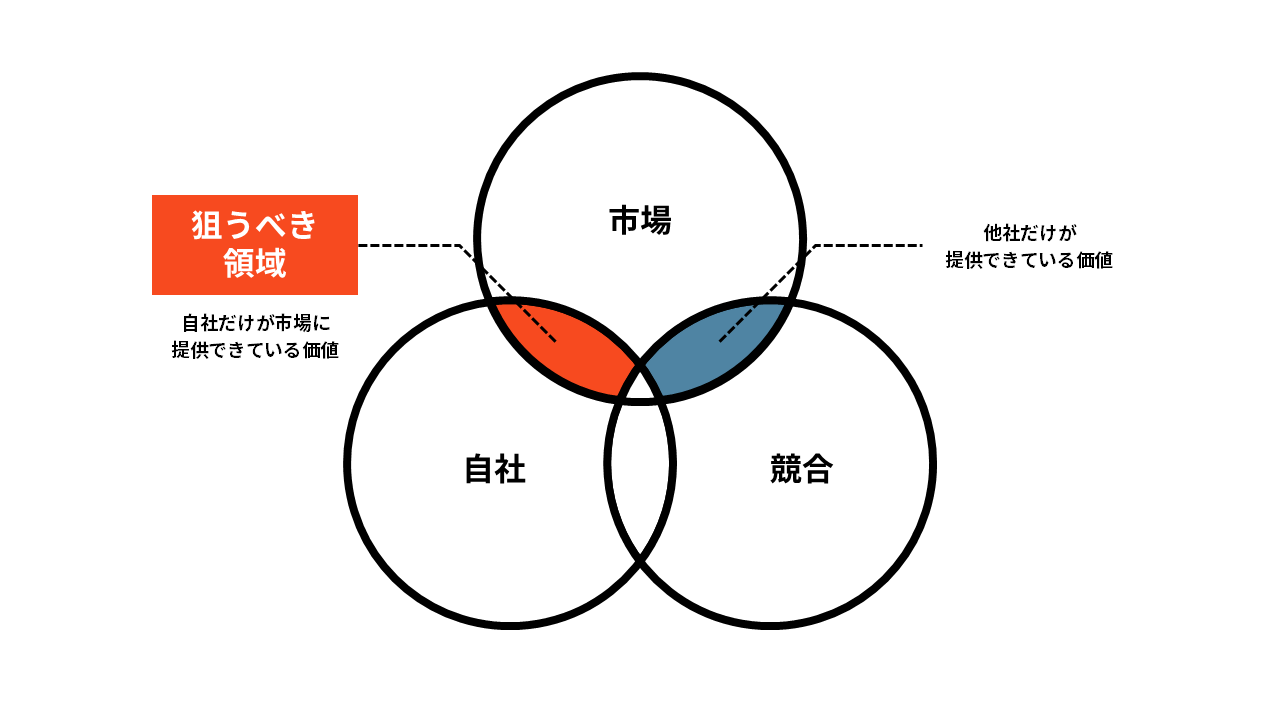 市場
狙うべき
領域
自社だけが市場に
提供できている価値
他社だけが
提供できている価値
自社
競合